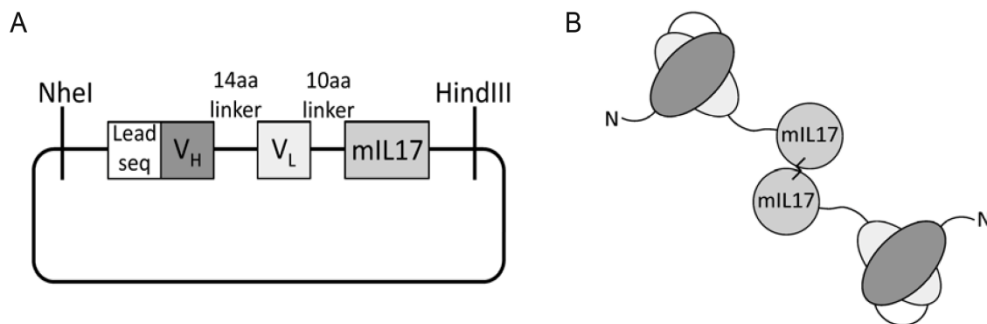 A
NheI
14aa
linker
10aa
linker
HindIII
Lead
seq
VH
VL
mIL17
B
N
mIL17
mIL17
N